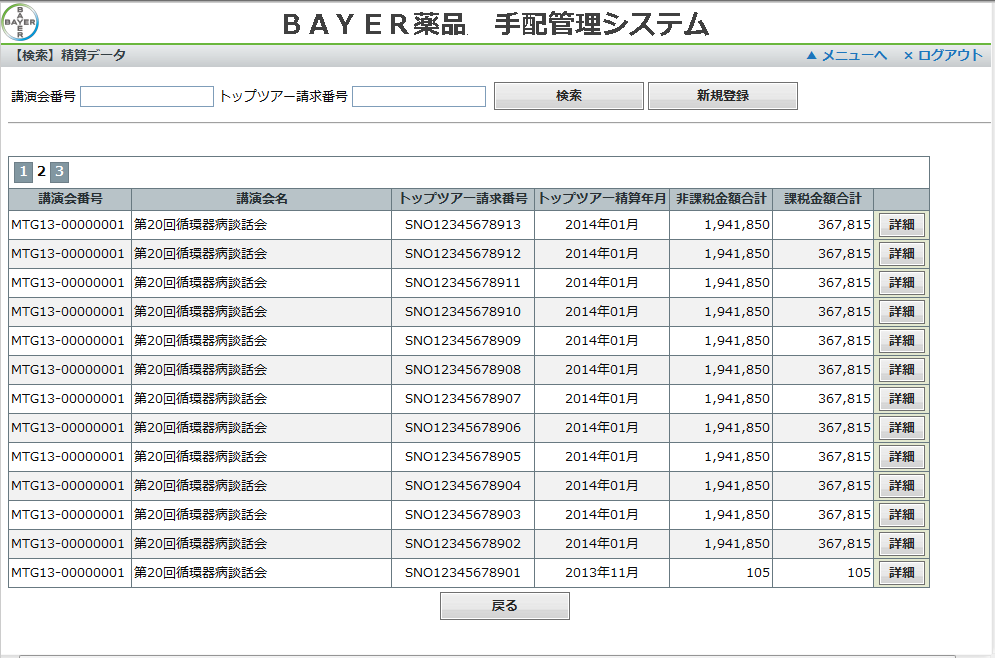 BAYER
BAYER
ＢＡＹＥＲ薬品　手配管理システム
【検索】精算データ ▲ メニューへ × ログアウト
講演会番号 トップツアー請求番号 検索 新規登録
1 2 3
講演会番号 講演会名 トップツアー請求番号 トップツアー精算年月 非課税金額合計 課税金額合計
MTG13-00000001 第20回循環器病談話会 SNO12345678913 2014年01月 1,941,850 367,815 詳細
MTG13-00000001 第20回循環器病談話会 SNO12345678912 2014年01月 1,941,850 367,815 詳細
MTG13-00000001 第20回循環器病談話会 SNO12345678911 2014年01月 1,941,850 367,815 詳細
MTG13-00000001 第20回循環器病談話会 SNO12345678910 2014年01月 1,941,850 367,815 詳細
MTG13-00000001 第20回循環器病談話会 SNO12345678909 2014年01月 1,941,850 367,815 詳細
MTG13-00000001 第20回循環器病談話会 SNO12345678908 2014年01月 1,941,850 367,815 詳細
MTG13-00000001 第20回循環器病談話会 SNO12345678907 2014年01月 1,941,850 367,815 詳細
MTG13-00000001 第20回循環器病談話会 SNO12345678906 2014年01月 1,941,850 367,815 詳細
MTG13-00000001 第20回循環器病談話会 SNO12345678905 2014年01月 1,941,850 367,815 詳細
MTG13-00000001 第20回循環器病談話会 SNO12345678904 2014年01月 1,941,850 367,815 詳細
MTG13-00000001 第20回循環器病談話会 SNO12345678903 2014年01月 1,941,850 367,815 詳細
MTG13-00000001 第20回循環器病談話会 SNO12345678902 2014年01月 1,941,850 367,815 詳細
MTG13-00000001 第20回循環器病談話会 SNO12345678901 2013年11月 105 105 詳細
戻る